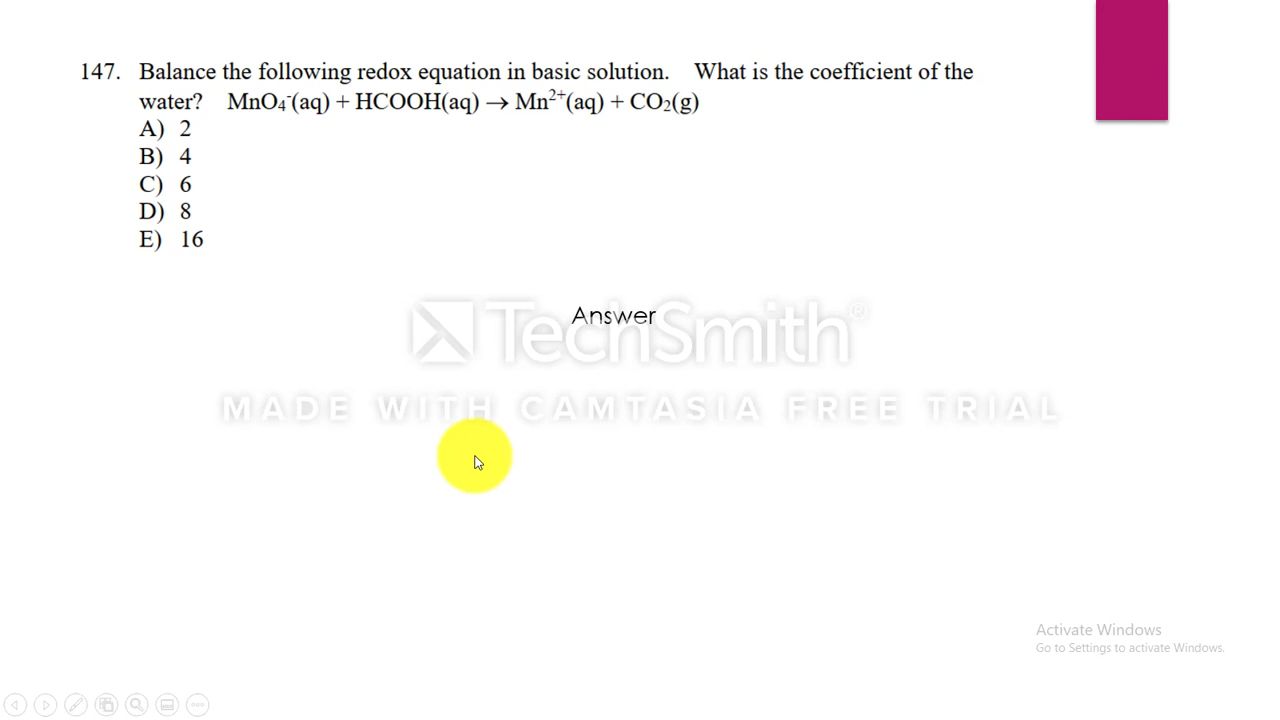 147. Balance the following redox equation in basic solution. What is the coefficient of the
water? MnO₄⁻(aq) + HCOOH(aq) → Mn²⁺(aq) + CO₂(g)
A) 2
B) 4
C) 6
D) 8
E) 16
Answer
TechSmith®
MADE WITH CAMTASIA FREE TRIAL
Activate Windows
Go to Settings to activate Windows.